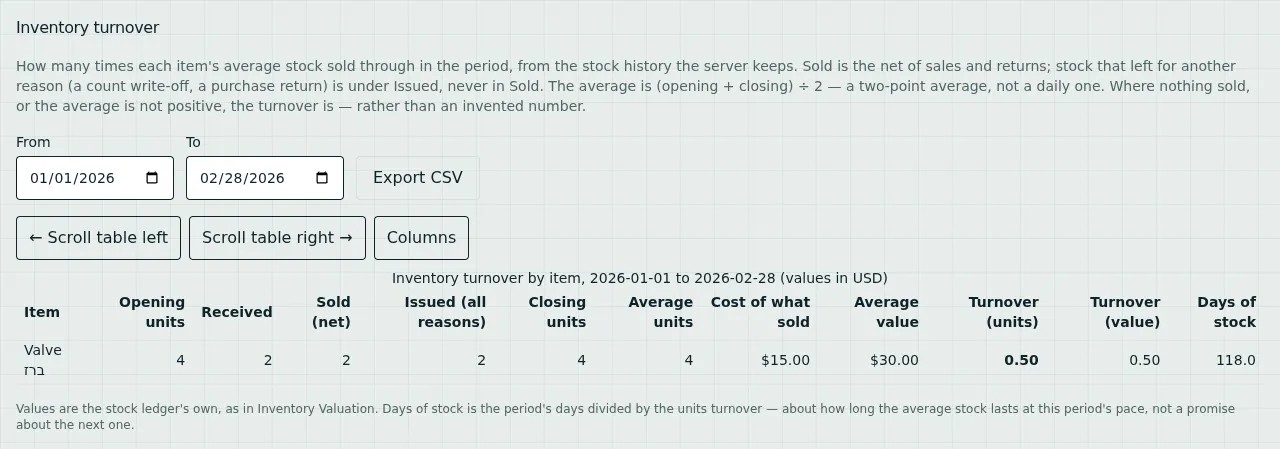 Inventory turnover
How many times each item's average stock sold through in the period, from the stock history the server keeps. Sold is the net of sales and returns; stock that left for another
reason (a count write-off, a purchase return) is under Issued, never in Sold. The average is (opening + closing) ÷ 2 — a two-point average, not a daily one. Where nothing sold,
or the average is not positive, the turnover is — rather than an invented number.
From To
01/01/2026 02/28/2026 Export CSV
← Scroll table left Scroll table right → Columns
Inventory turnover by item, 2026-01-01 to 2026-02-28 (values in USD)
Item Opening units Received Sold (net) Issued (all reasons) Closing units Average units Cost of what sold Average value Turnover (units) Turnover (value) Days of stock
Valve 4 2 2 2 4 4 $15.00 $30.00 0.50 0.50 118.0
ברז
Values are the stock ledger's own, as in Inventory Valuation. Days of stock is the period's days divided by the units turnover — about how long the average stock lasts at this period's pace, not a promise
about the next one.